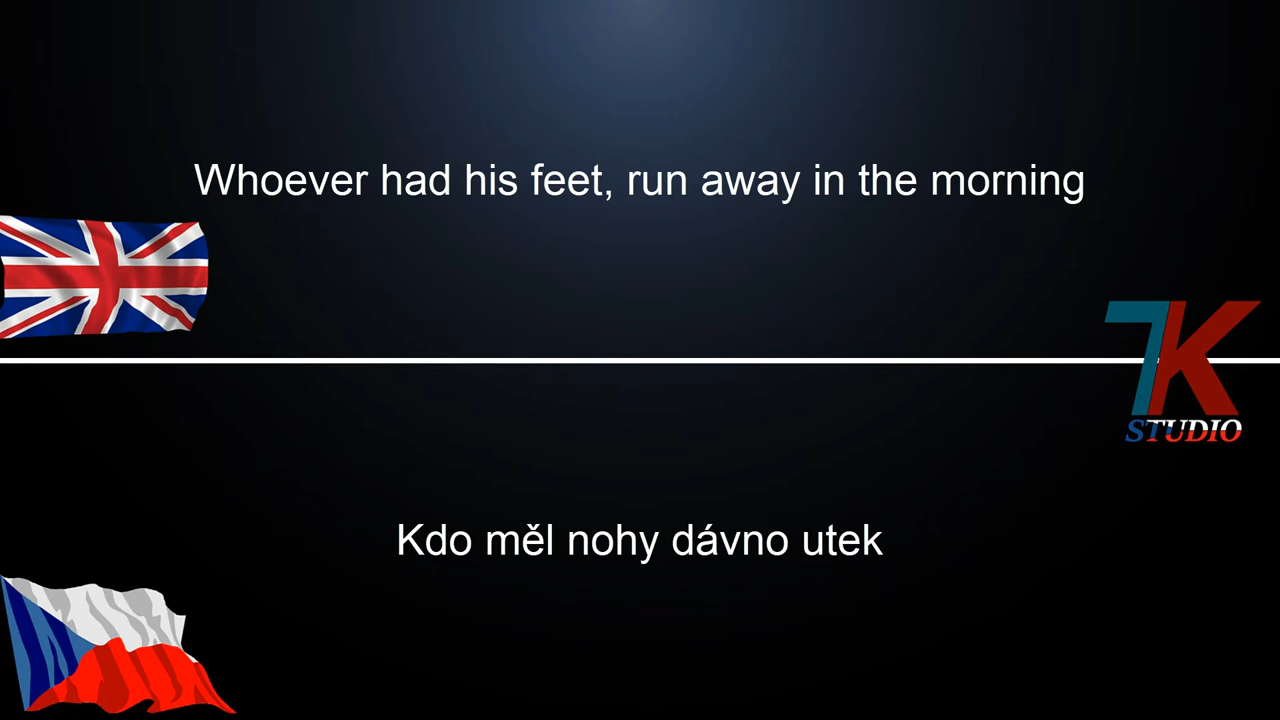 Whoever had his feet, run away in the morning
7K
STUDIO
Kdo měl nohy dávno utek